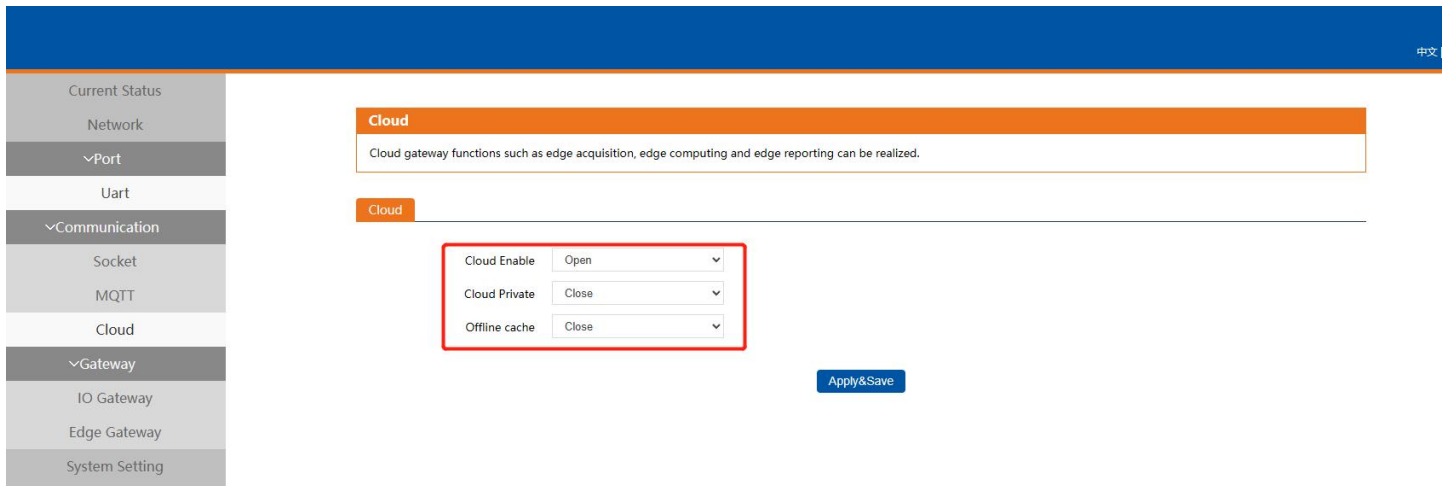 中文 |
Current Status
Network
Port
Uart
Communication
Socket
MQTT
Cloud
Gateway
IO Gateway
Edge Gateway
System Setting
Cloud
Cloud gateway functions such as edge acquisition, edge computing and edge reporting can be realized.
Cloud
Cloud Enable Open
Cloud Private Close
Offline cache Close
Apply&Save